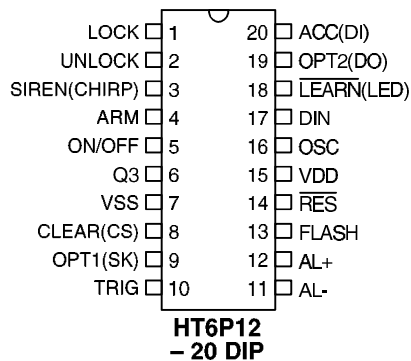 LOCK 1 20 ACC(DI)
UNLOCK 2 19 OPT2(DO)
SIREN(CHIRP) 3 18 LEARN(LED)
ARM 4 17 DIN
ON/OFF 5 16 OSC
Q3 6 15 VDD
VSS 7 14 RES
CLEAR(CS) 8 13 FLASH
OPT1(SK) 9 12 AL+
TRIG 10 11 AL-
HT6P12
– 20 DIP